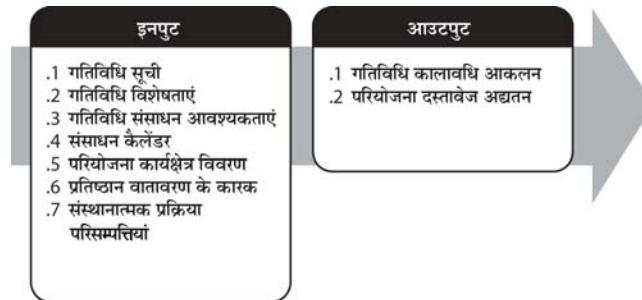 इनपुट
.1 गतिविधि सूची
.2 गतिविधि विशेषताएं
.3 गतिविधि संसाधन आवश्यकताएं
.4 संसाधन कैलेंडर
.5 परियोजना कार्यक्षेत्र विवरण
.6 प्रतिष्ठान वातावरण के कारक
.7 संस्थानात्मक प्रक्रिया
परिसम्पत्तियां
आउटपुट
.1 गतिविधि कालावधि आकलन
.2 परियोजना दस्तावेज अद्यतन